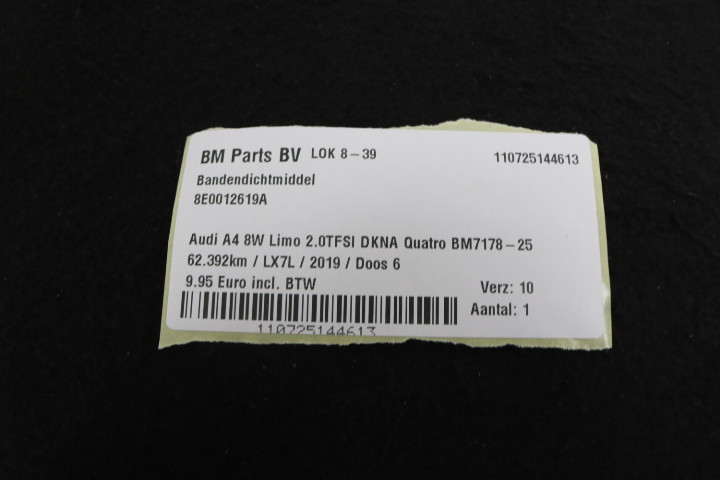 BM Parts BV LOK 8-39 110725144613
Bandendichtmiddel
8E0012619A
Audi A4 8W Limo 2.0TFSI DKNA Quatro BM7178-25
62.392km / LX7L / 2019 / Doos 6
9.95 Euro incl. BTW Verz: 10
Aantal: 1
110725144613